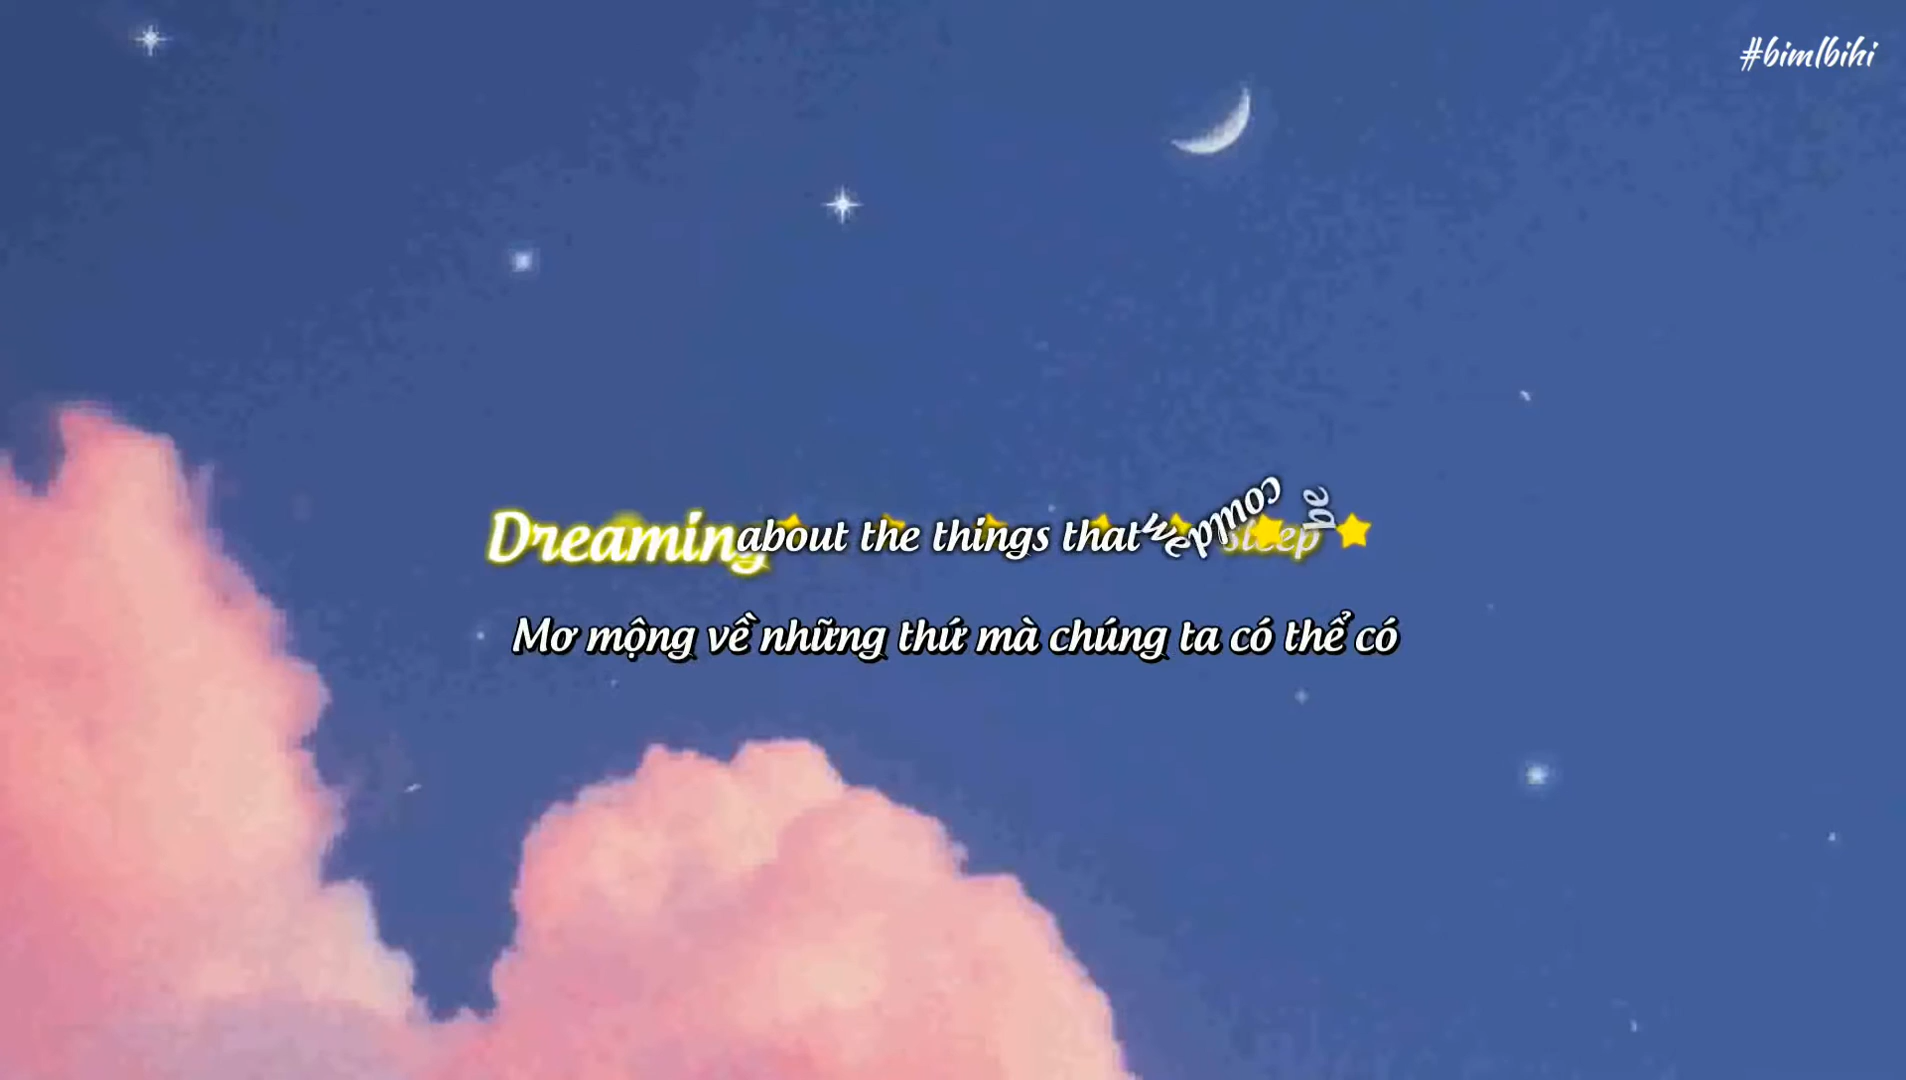 #bimlbihi
Dreaming about the things that we could be sleep
Mơ mộng về những thứ mà chúng ta có thể có